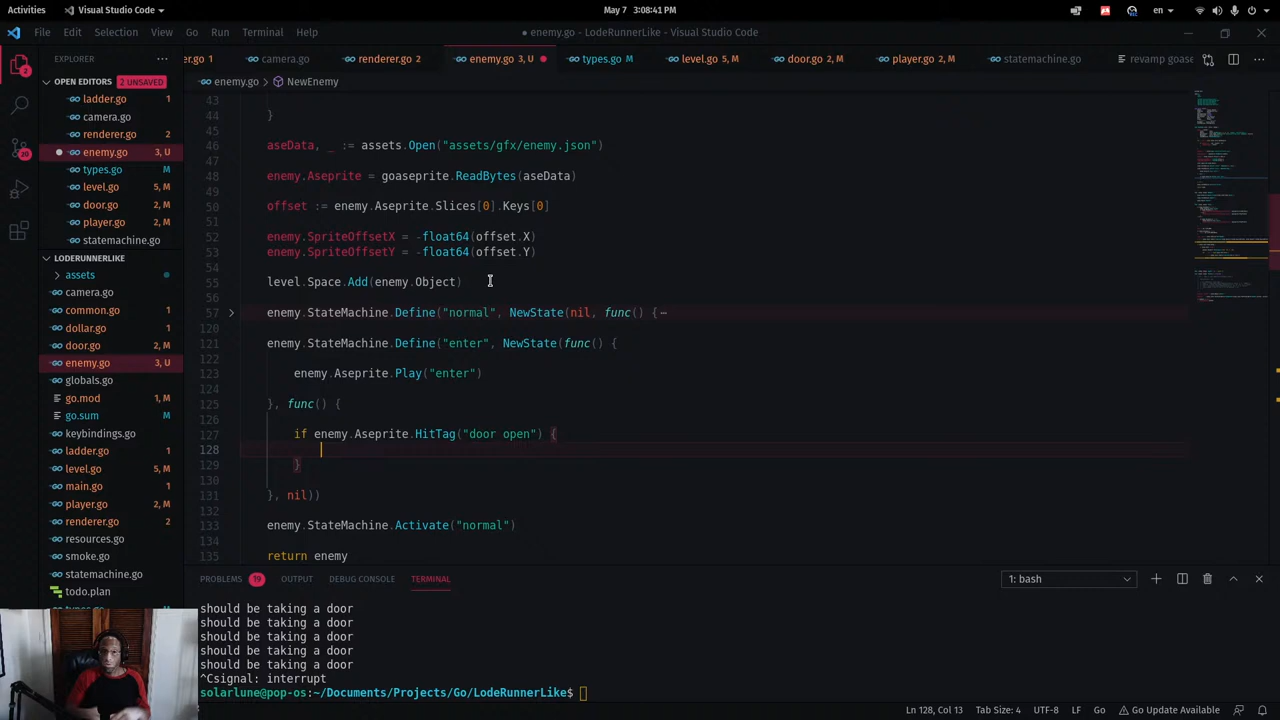 Activities
Visual Studio Code
May 7 3:08:41 PM
en
File Edit Selection View Go Run Terminal Help
enemy.go - LodeRunnerLike - Visual Studio Code
EXPLORER
er.go 1
camera.go
renderer.go 2
enemy.go 3, U
types.go M
level.go 5, M
door.go 2, M
player.go 2, M
statemachine.go
revamp goase
OPEN EDITORS 2 UNSAVED
ladder.go 1
camera.go
renderer.go 2
enemy.go 3, U
types.go M
level.go 5, M
door.go 2, M
player.go 2, M
statemachine.go
LODERUNNERLIKE
assets
camera.go
common.go 2
dollar.go 1
door.go 2, M
enemy.go 3, U
globals.go
go.mod 1, M
go.sum M
keybindings.go
ladder.go 1
level.go 5, M
main.go 1
player.go 2, M
renderer.go 2
resources.go
smoke.go
statemachine.go
todo.plan
enemy.go > NewEnemy
43
44 }
45
46 aseData, _ := assets.Open("assets/gfx/enemy.json")
47
48 enemy.Aseprite = goaseprite.ReadBytes(aseData)
49
50 offset := enemy.Aseprite.Slices[0].Keys[0]
51
52 enemy.SpriteOffsetX = -float64(offset.X)
53 enemy.SpriteOffsetY = -float64(offset.Y)
54
55 level.Space.Add(enemy.Object)
56
57 enemy.StateMachine.Define("normal", NewState(nil, func() {⋯
120
121 enemy.StateMachine.Define("enter", NewState(func() {
122
123 enemy.Aseprite.Play("enter")
124
125 }, func() {
126
127 if enemy.Aseprite.HitTag("door open") {
128
129 }
130
131 }, nil))
132
133 enemy.StateMachine.Activate("normal")
134
135 return enemy
PROBLEMS 19 OUTPUT DEBUG CONSOLE TERMINAL
1: bash
should be taking a door
should be taking a door
should be taking a door
should be taking a door
should be taking a door
^Csignal: interrupt
solarlune@pop-os:~/Documents/Projects/Go/LodeRunnerLike$
Ln 128, Col 13 Tab Size: 4 UTF-8 LF Go Go Update Available